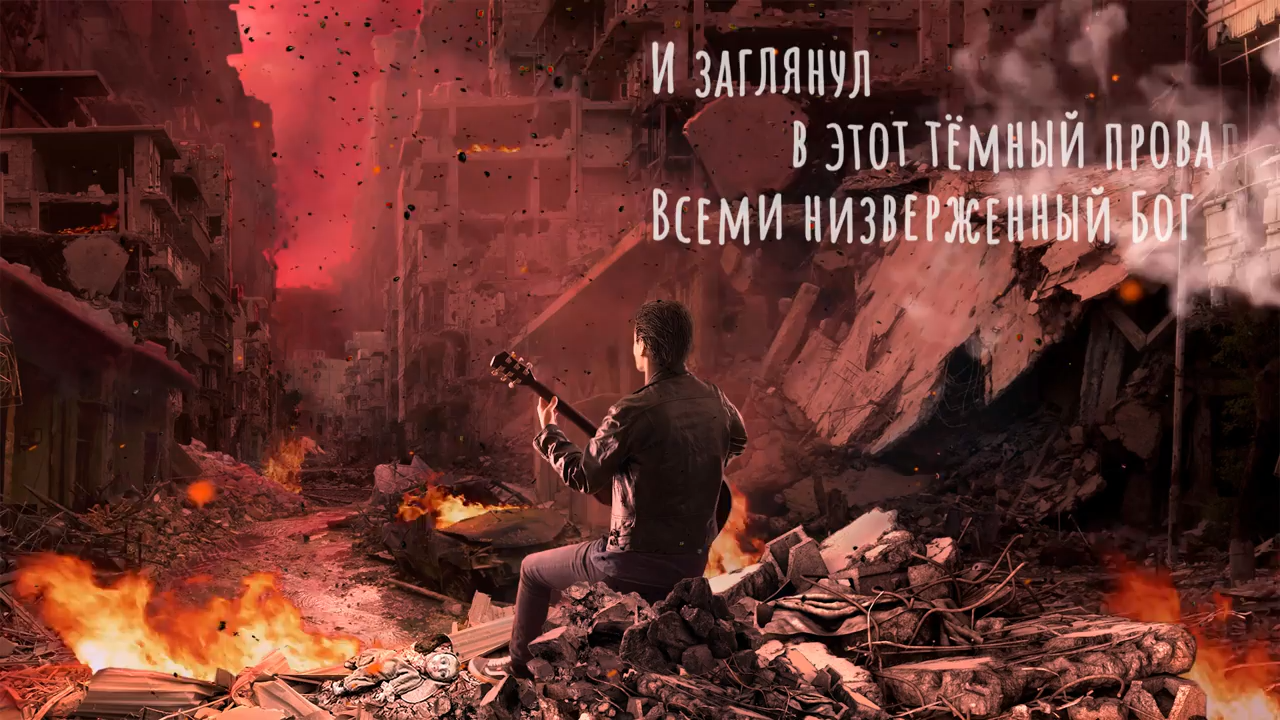 И заглянул
в этот тёмный провал
Всеми низверженный Бог